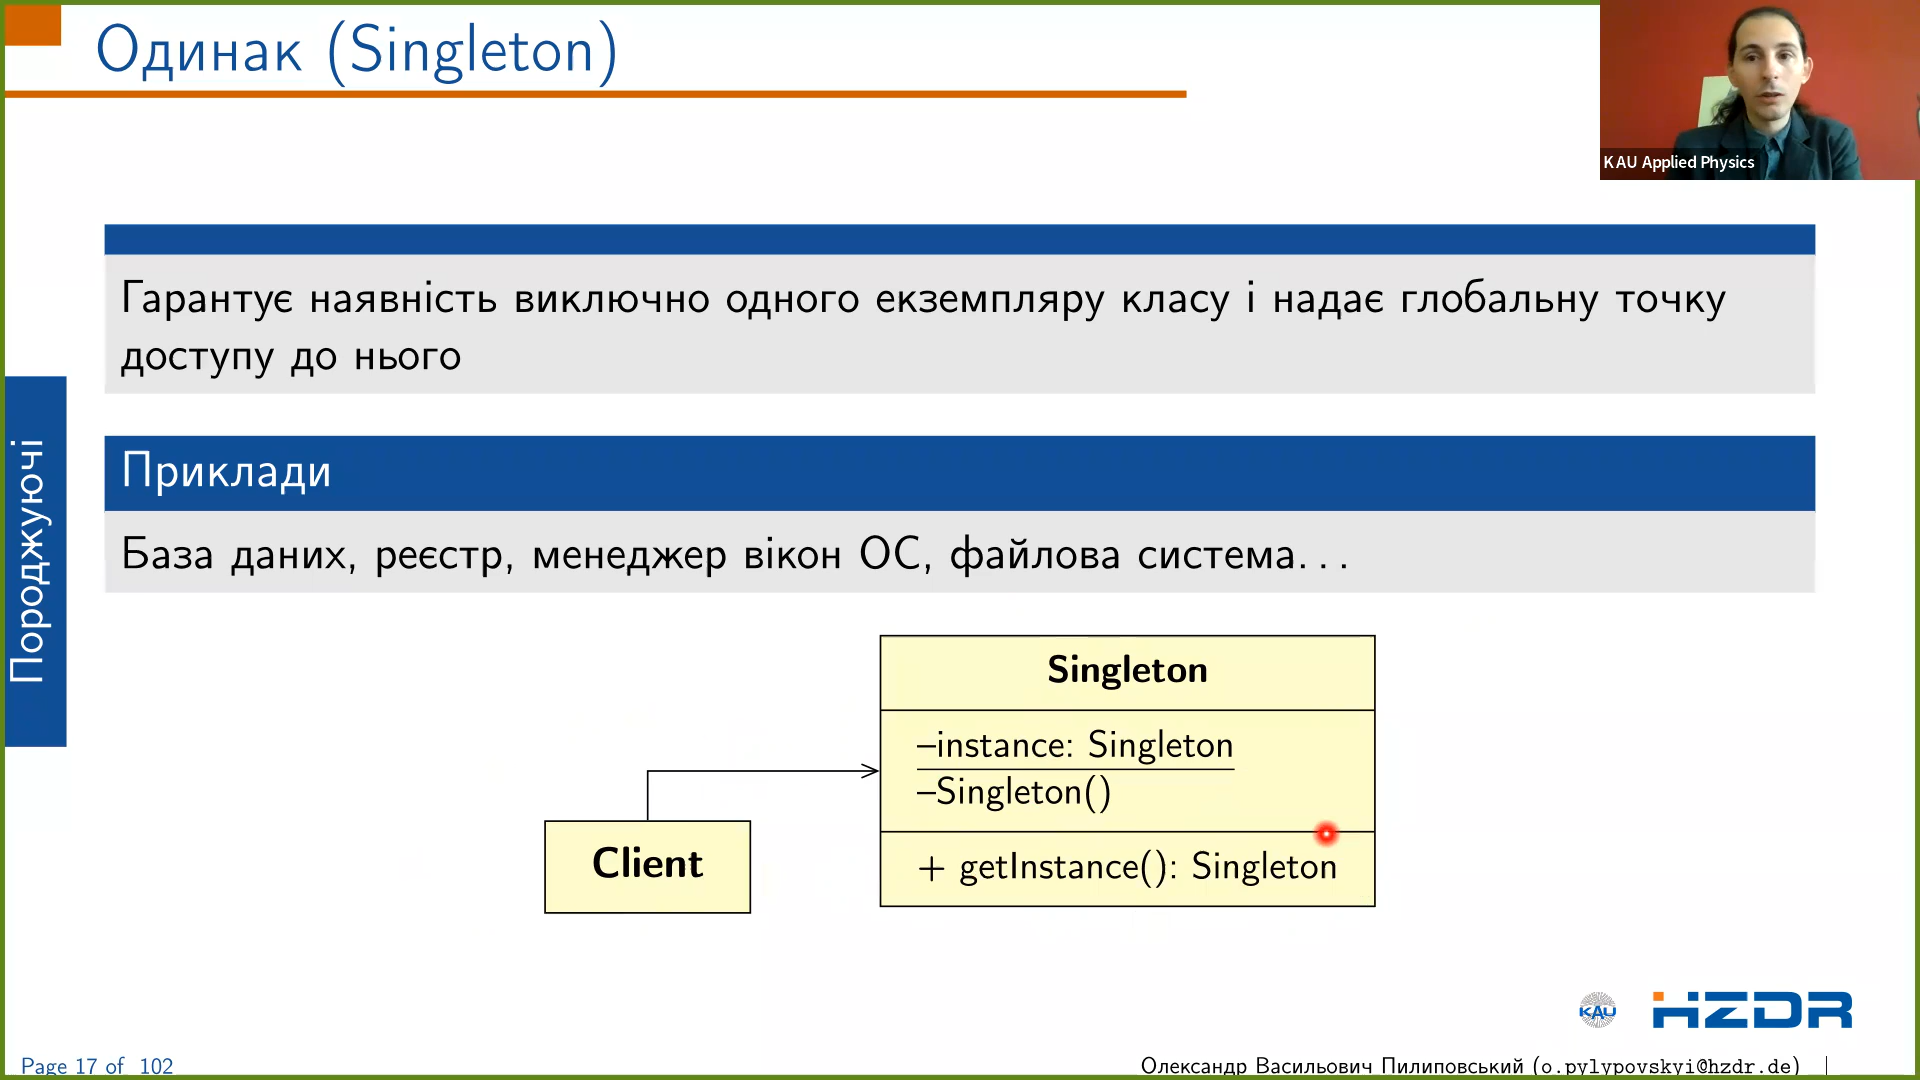 Одинак (Singleton)
KAU Applied Physics
Гарантує наявність виключно одного екземпляру класу і надає глобальну точку
доступу до нього
Приклади
База даних, реєстр, менеджер вікон ОС, файлова система...
Породжуючі
Singleton
–instance: Singleton
–Singleton()
+ getInstance(): Singleton
Client
KAU
HZDR
Page 17 of 102
Олександр Васильович Пилиповський (o.pylypovskyi@hzdr.de) |